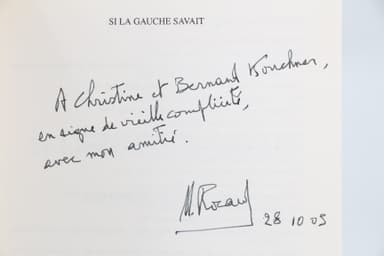 SI LA GAUCHE SAVAIT
A Christine et Bernard Kouchner,
en signe de vieille complicité,
avec mon amitié.
M. Rocard
28 10 05